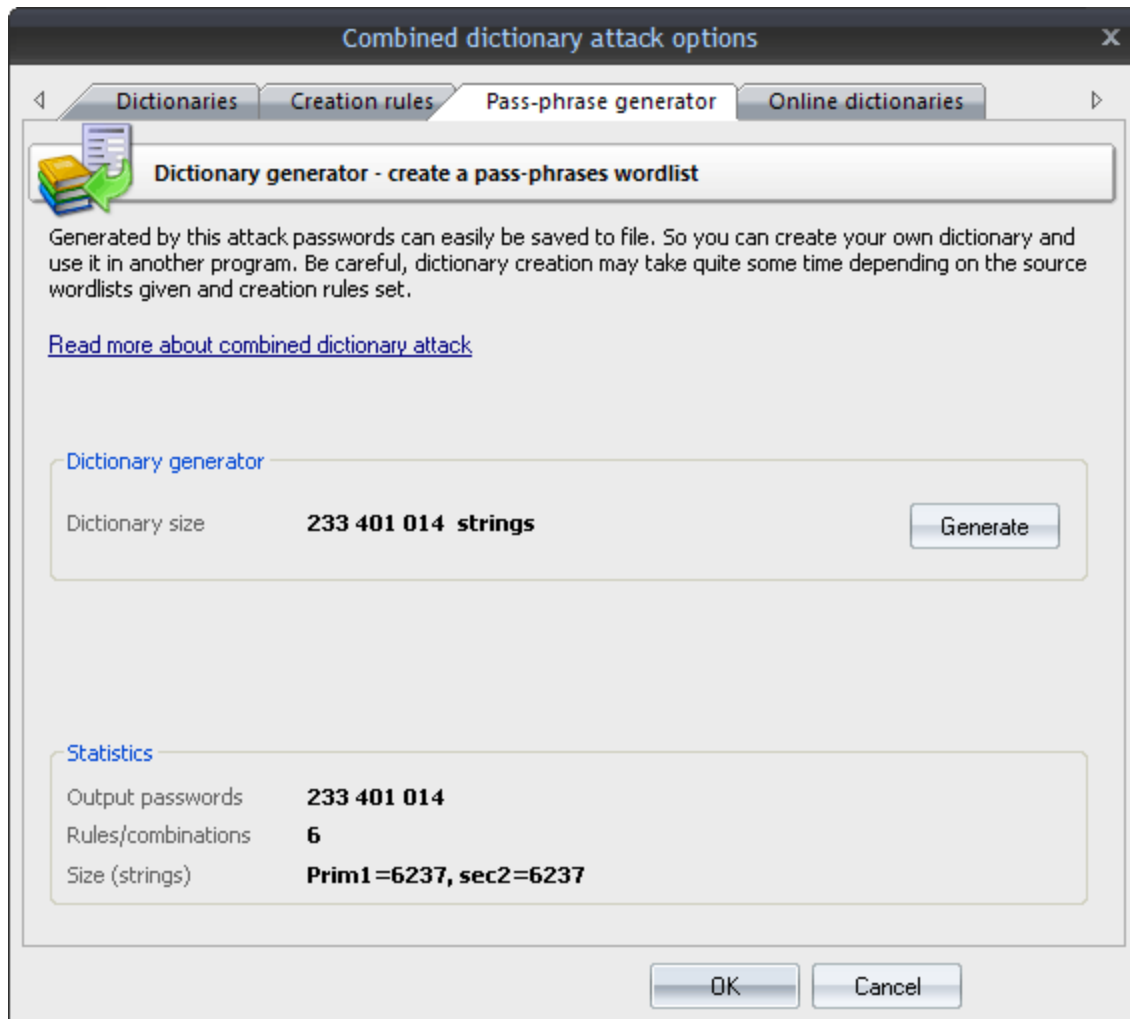 Combined dictionary attack options
Dictionaries
Creation rules
Pass-phrase generator
Online dictionaries
Dictionary generator - create a pass-phrases wordlist
Generated by this attack passwords can easily be saved to file. So you can create your own dictionary and
use it in another program. Be careful, dictionary creation may take quite some time depending on the source
wordlists given and creation rules set.
Read more about combined dictionary attack
Dictionary generator
Dictionary size 233 401 014 strings
Generate
Statistics
Output passwords 233 401 014
Rules/combinations 6
Size (strings) Prim1=6237, sec2=6237
OK
Cancel